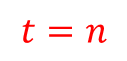 t = n